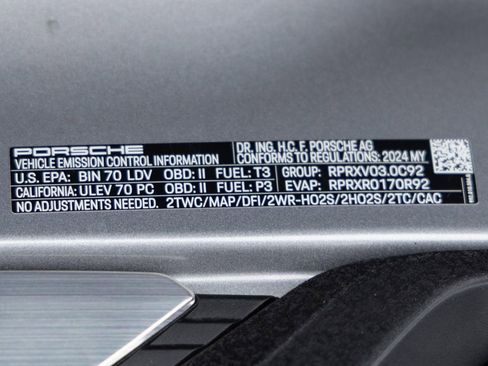 PORSCHE
DR. ING. H.C. F. PORSCHE AG
VEHICLE EMISSION CONTROL INFORMATION CONFORMS TO REGULATIONS: 2024 MY
U.S. EPA: BIN 70 LDV OBD: II FUEL: T3 GROUP: RPRXV03.0C92
CALIFORNIA: ULEV 70 PC OBD: II FUEL: P3 EVAP: RPRXR0170R92
NO ADJUSTMENTS NEEDED. 2TWC/MAP/DFI/2WR-HO2S/2HO2S/2TC/CAC